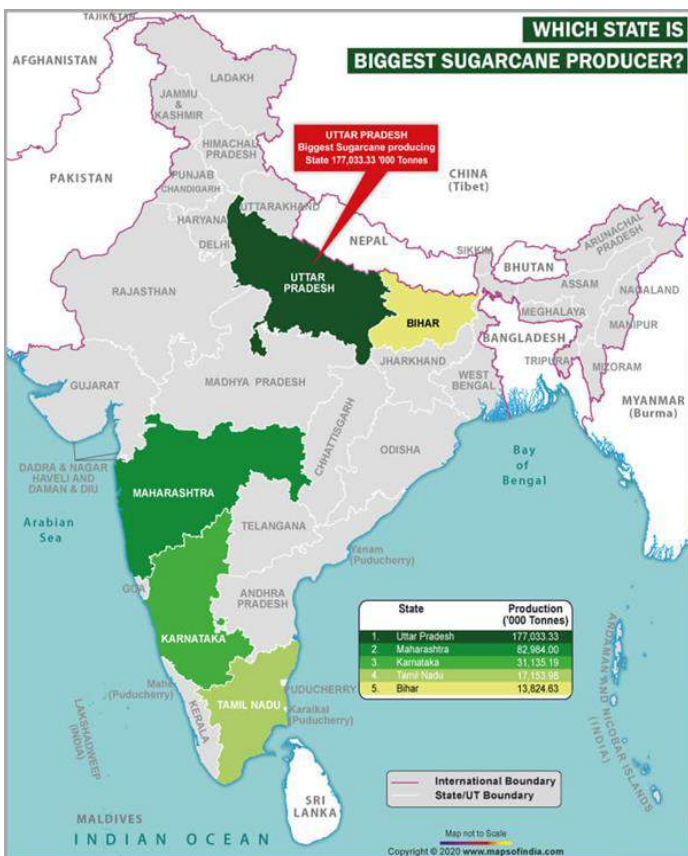 WHICH STATE IS
BIGGEST SUGARCANE PRODUCER?
TAJIKISTAN
AFGHANISTAN
LADAKH
JAMMU
&
KASHMIR
UTTAR PRADESH
Biggest Sugarcane producing
State 177,033.33 '000 Tonnes
HIMACHAL
PRADESH
PAKISTAN
PUNJAB
CHANDIGARH
CHINA
(Tibet)
UTTARAKHAND
HARYANA
DELHI
NEPAL
SIKKIM
ARUNACHAL
PRADESH
BHUTAN
UTTAR
PRADESH
RAJASTHAN
ASSAM
NAGALAND
MEGHALAYA
BIHAR
MANIPUR
BANGLADESH
JHARKHAND
TRIPURA
MIZORAM
WEST
BENGAL
GUJARAT
MADHYA PRADESH
MYANMAR
(Burma)
CHHATTISGARH
ODISHA
DADRA & NAGAR
HAVELI AND
DAMAN & DIU
Bay
of
Bengal
MAHARASHTRA
Arabian
Sea
TELANGANA
Yanam
(Puducherry)
GOA
ANDHRA
PRADESH
KARNATAKA
State Production
('000 Tonnes)
1. Uttar Pradesh 177,033.33
2. Maharashtra 82,984.00
3. Karnataka 31,135.19
4. Tamil Nadu 17,153.98
5. Bihar 13,824.63
ANDAMAN AND NICOBAR ISLANDS
(INDIA)
Mahe
(Puducherry)
PUDUCHERRY
TAMIL NADU
Karaikal
(Puducherry)
KERALA
LAKSHADWEEP
(INDIA)
International Boundary
State/UT Boundary
SRI
LANKA
MALDIVES
INDIAN OCEAN
Map not to Scale
Copyright © 2020 www.mapsofindia.com